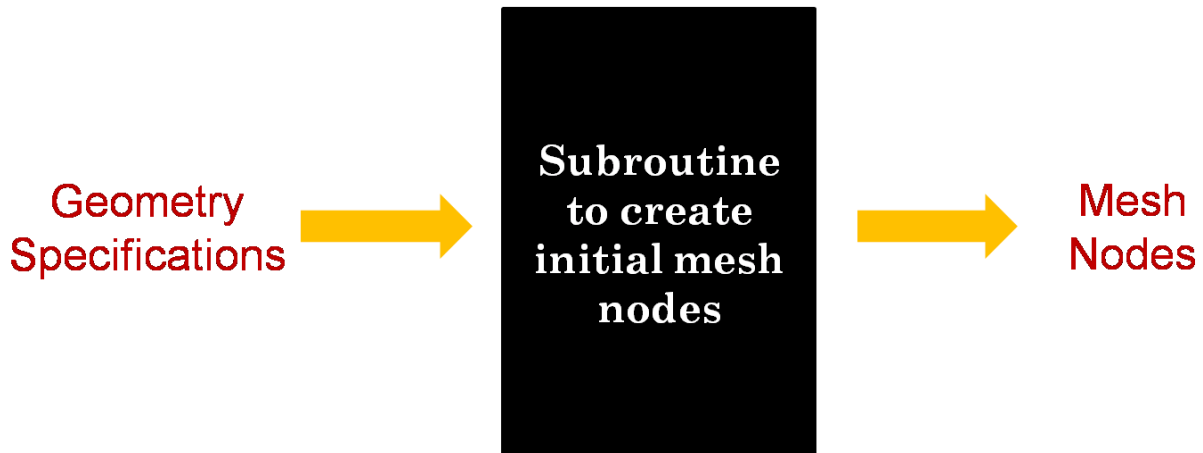 Geometry
Specifications
Subroutine
to create
initial mesh
nodes
Mesh
Nodes